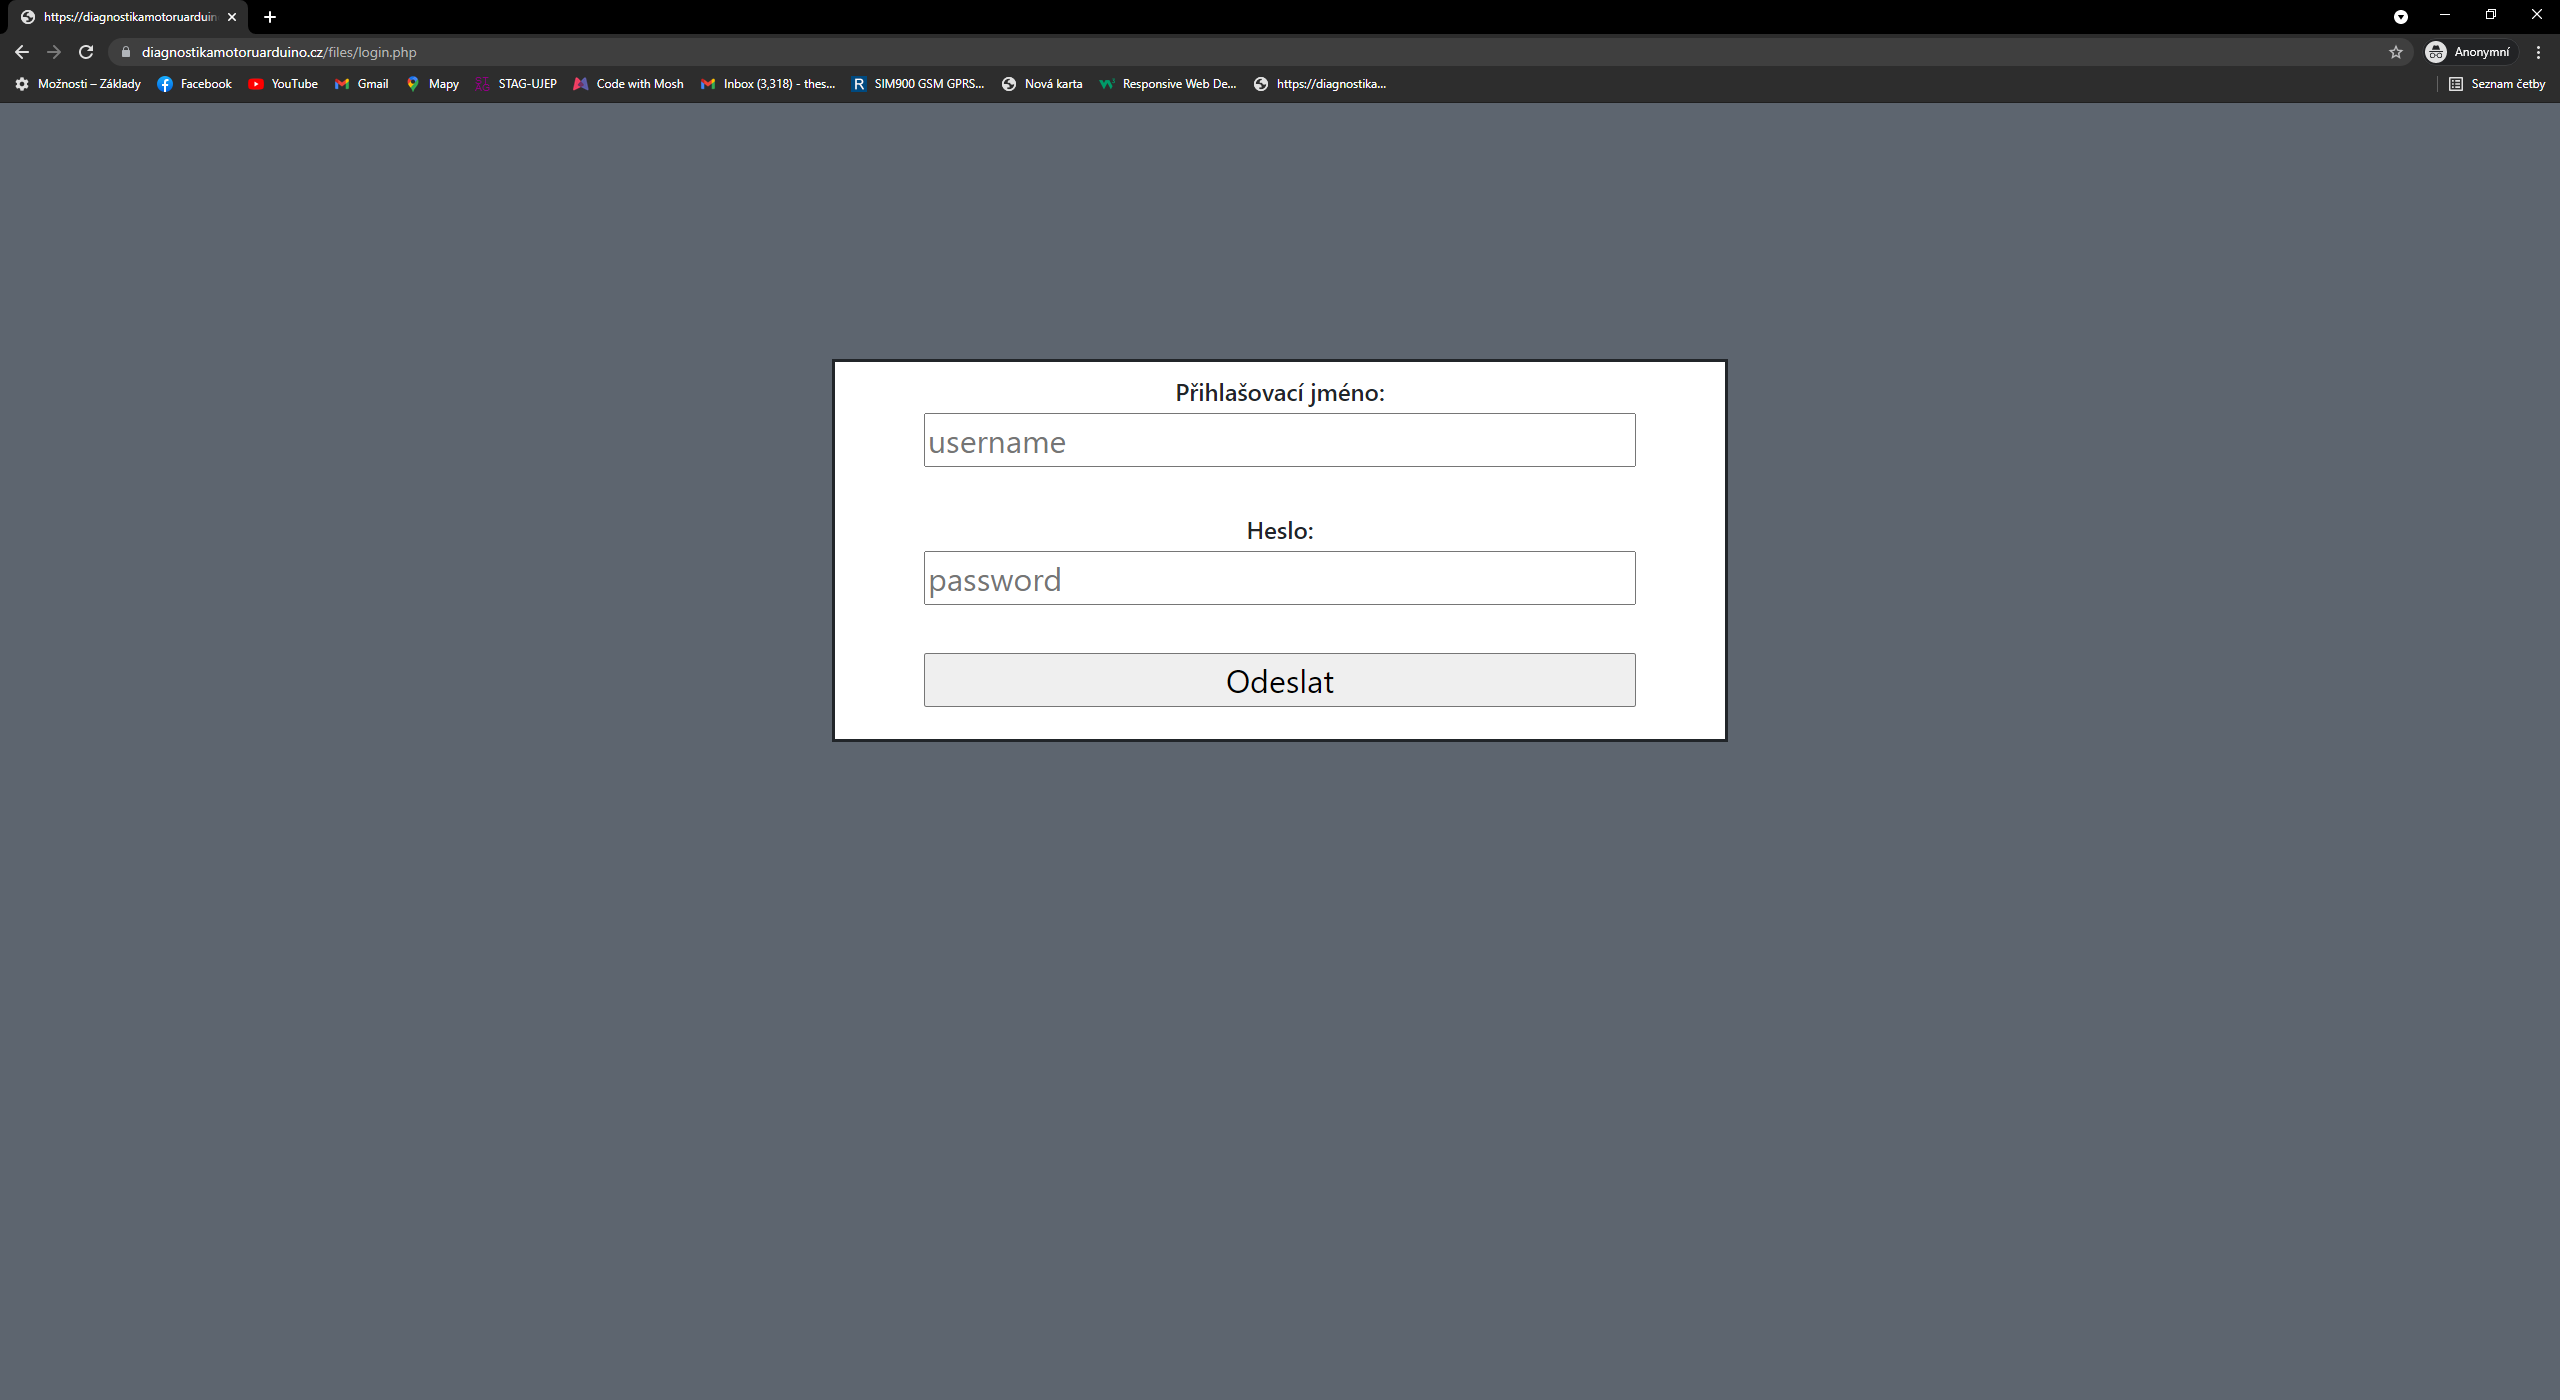 https://diagnostikamotoruarduin
diagnostikamotoruarduino.cz/files/login.php
Anonymní
Možnosti – Základy
Facebook
YouTube
Gmail
Mapy
STAG-UJEP
Code with Mosh
Inbox (3,318) - thes...
SIM900 GSM GPRS...
Nová karta
Responsive Web De...
https://diagnostika...
Seznam četby
Přihlašovací jméno:
username
Heslo:
password
Odeslat